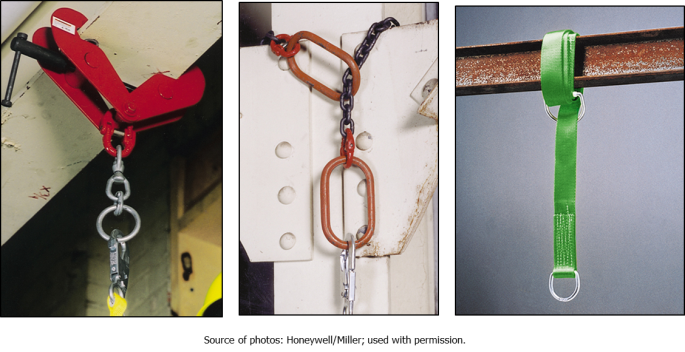 Source of photos: Honeywell/Miller; used with permission.